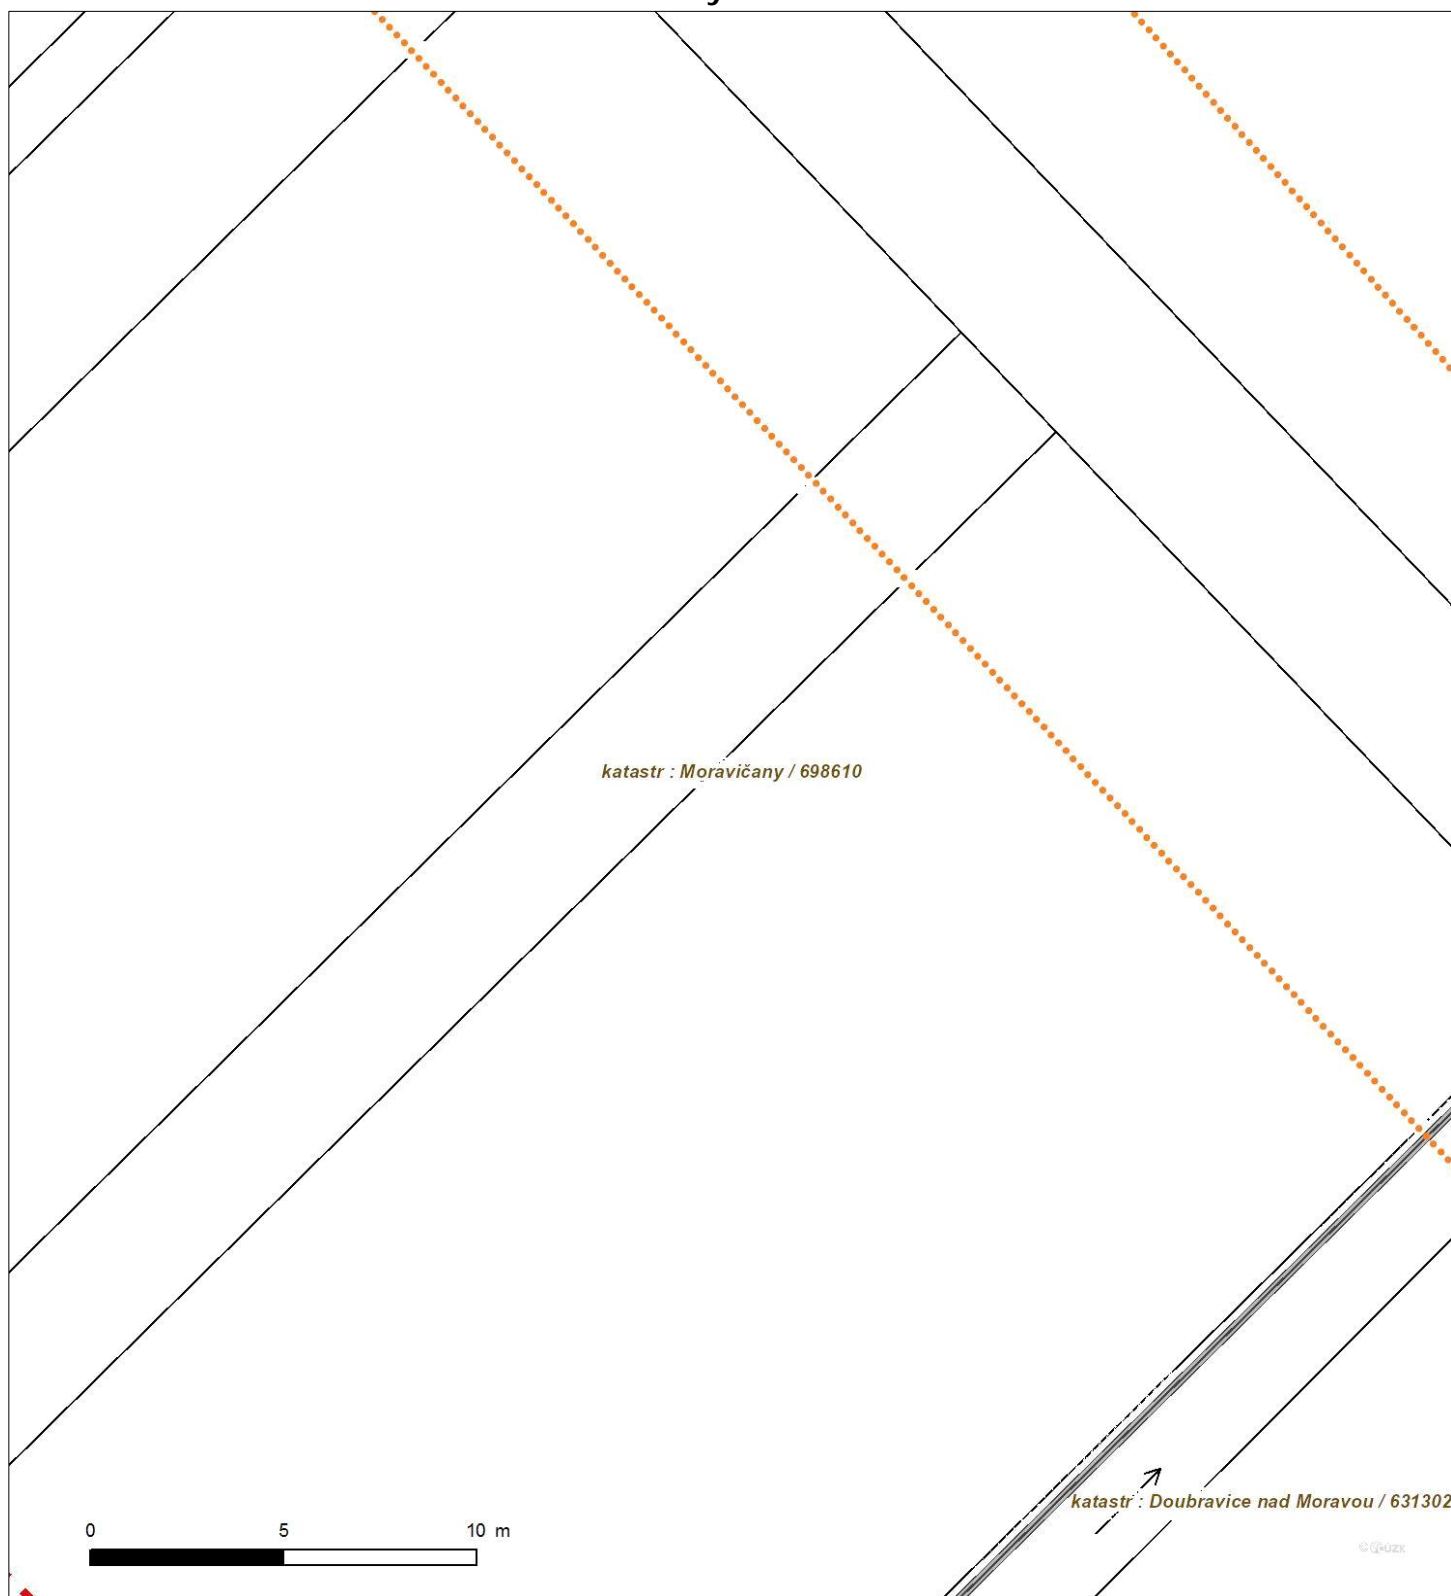 katastr : Moravičany / 698610
katastr : Doubravice nad Moravou / 631302
0 5 10 m